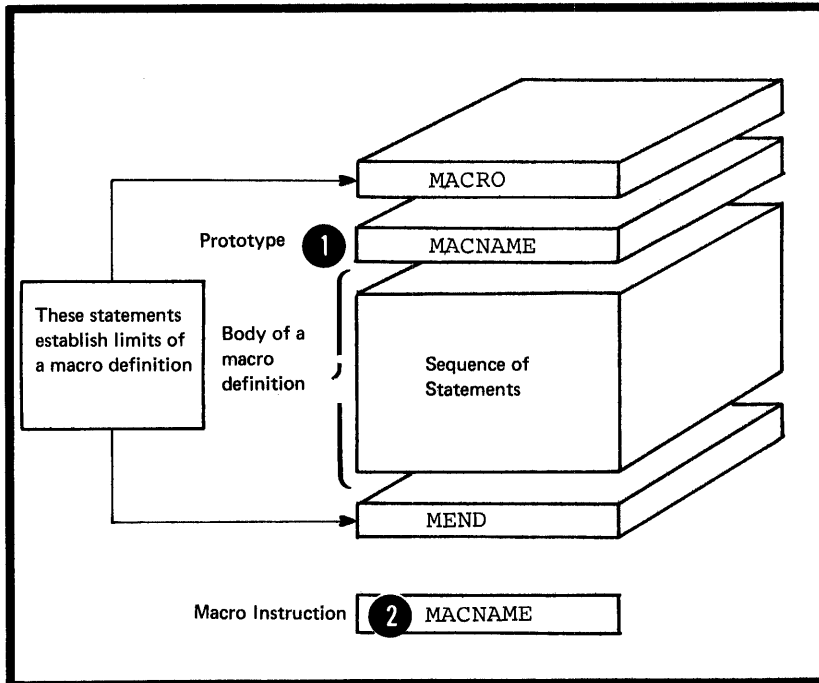 MACRO
Prototype 1
MACNAME
These statements
establish limits of
a macro definition
Body of a
macro
definition
Sequence of
Statements
MEND
Macro Instruction 2 MACNAME